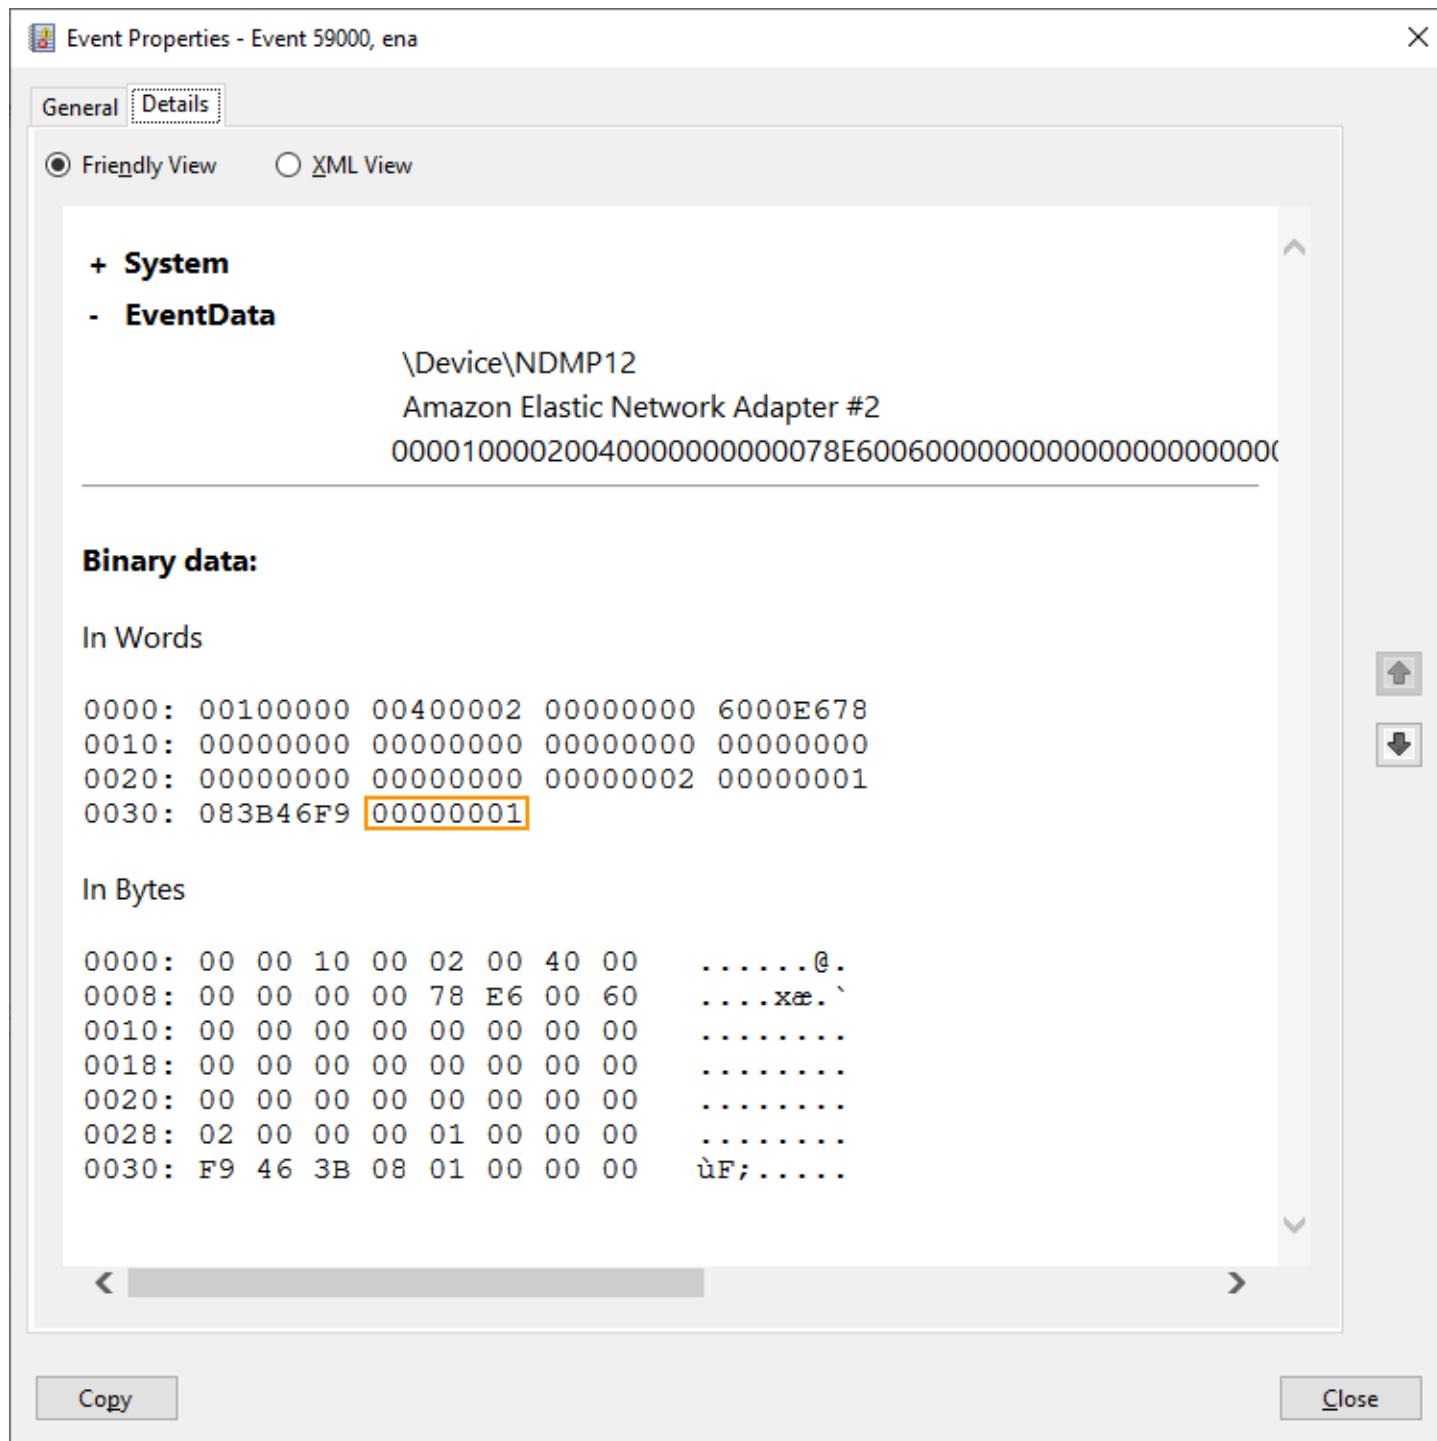 Event Properties - Event 59000, ena
General Details
Friendly View XML View
+ System
- EventData
\Device\NDMP12
Amazon Elastic Network Adapter #2
00001000020040000000000078E6006000000000000000000000
Binary data:
In Words
0000: 00100000 00400002 00000000 6000E678
0010: 00000000 00000000 00000000 00000000
0020: 00000000 00000000 00000002 00000001
0030: 083B46F9 00000001
In Bytes
0000: 00 00 10 00 02 00 40 00 ......@.
0008: 00 00 00 00 78 E6 00 60 ....xæ.`
0010: 00 00 00 00 00 00 00 00 ........
0018: 00 00 00 00 00 00 00 00 ........
0020: 00 00 00 00 00 00 00 00 ........
0028: 02 00 00 00 01 00 00 00 ........
0030: F9 46 3B 08 01 00 00 00 ùF;.....
Copy Close